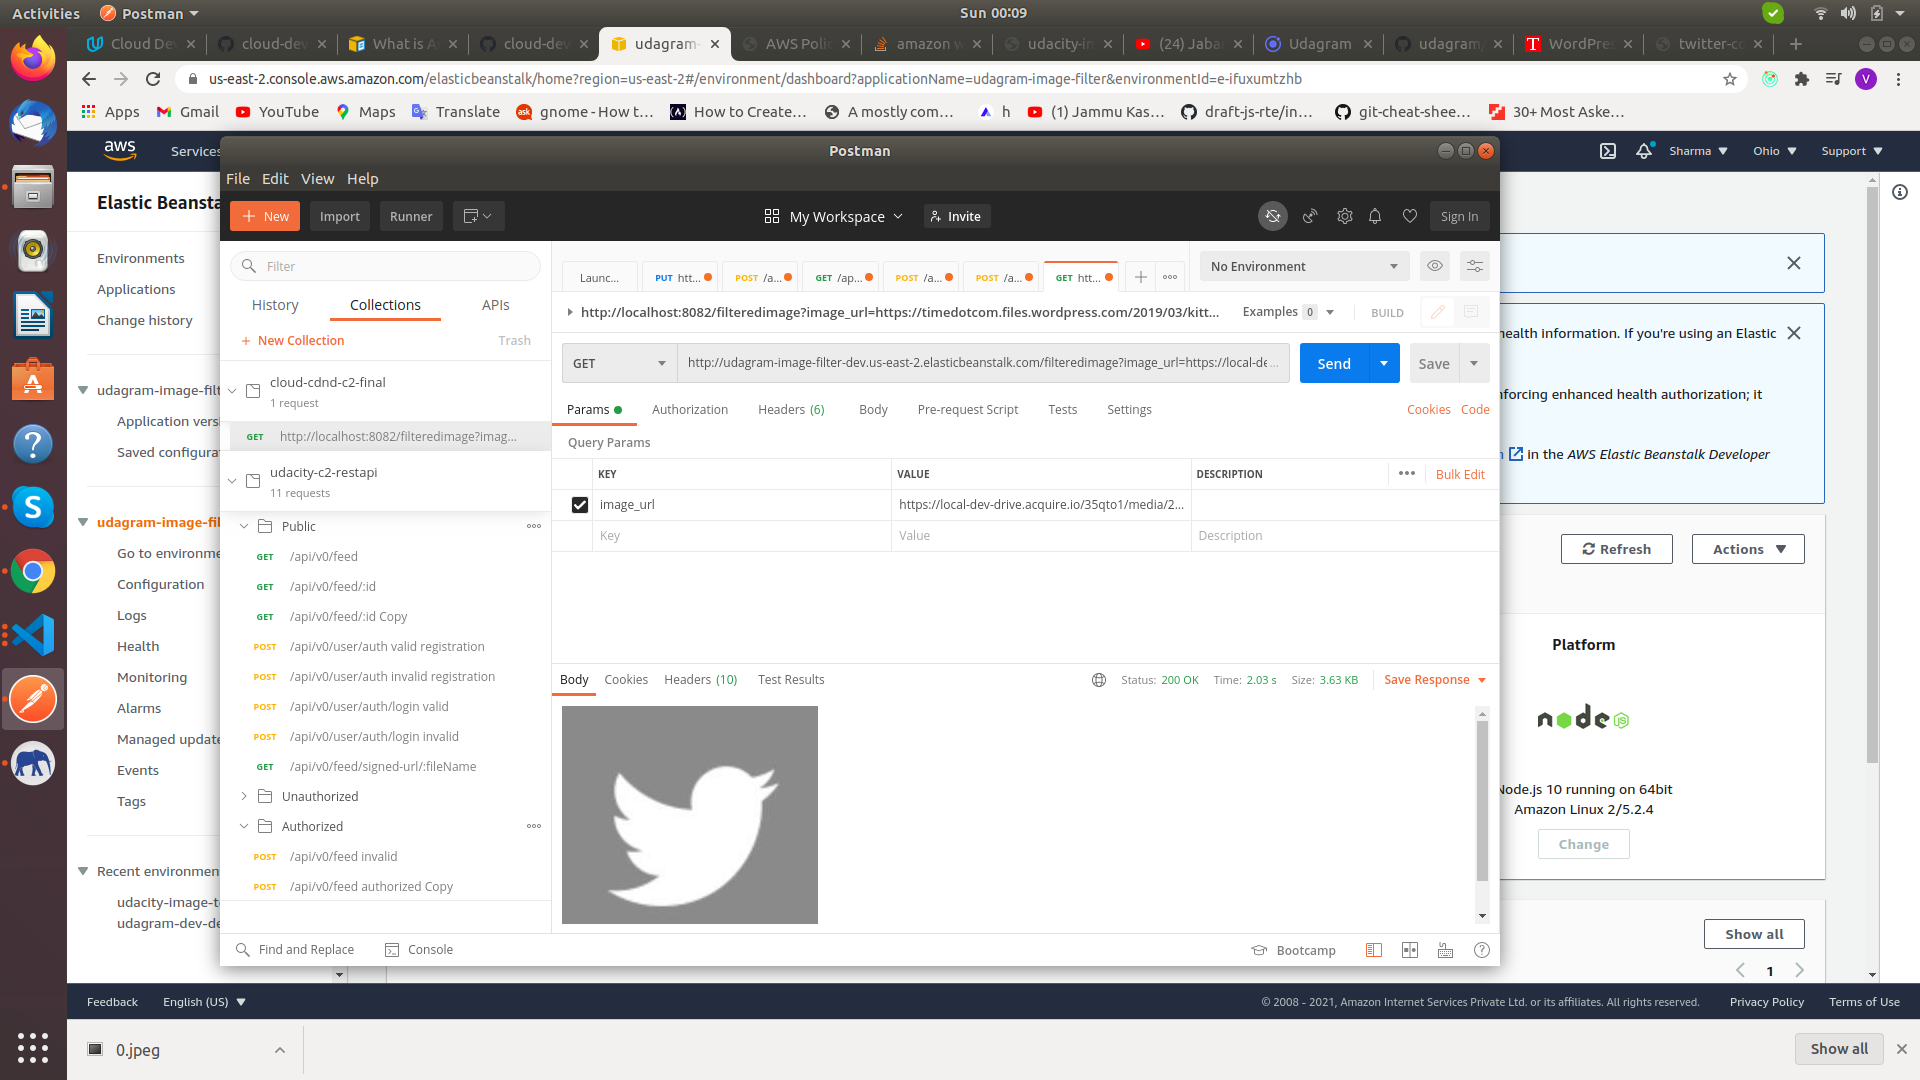 Activities
Postman
Sun 00:09
Cloud De
cloud-dev
What is A
cloud-dev
udagram-
AWS Poli
amazon w
udacity-in
(24) Jaba
Udagram
udagram,
WordPres
twitter-co
us-east-2.console.aws.amazon.com/elasticbeanstalk/home?region=us-east-2#/environment/dashboard?applicationName=udagram-image-filter&environmentId=e-ifuxumtzhb
V
Apps
Gmail
YouTube
Maps
Translate
gnome - How t...
How to Create...
A mostly com...
h
(1) Jammu Kas...
draft-js-rte/in...
git-cheat-shee...
30+ Most Aske...
aws
Services
Sharma
Ohio
Support
Elastic Beansta
Environments
Applications
Change history
udagram-image-filt
Application versi
Saved configurat
udagram-image-fil
Go to environme
Configuration
Logs
Health
Monitoring
Alarms
Managed update
Events
Tags
Recent environmen
udacity-image-t
udagram-dev-de
Postman
File Edit View Help
New
Import
Runner
My Workspace
Invite
Sign In
Filter
History
Collections
APIs
+ New Collection
Trash
cloud-cdnd-c2-final
1 request
GET http://localhost:8082/filteredimage?imag...
udacity-c2-restapi
11 requests
Public
GET /api/v0/feed
GET /api/v0/feed/:id
GET /api/v0/feed/:id Copy
POST /api/v0/user/auth valid registration
POST /api/v0/user/auth invalid registration
POST /api/v0/user/auth/login valid
POST /api/v0/user/auth/login invalid
GET /api/v0/feed/signed-url/:fileName
Unauthorized
Authorized
POST /api/v0/feed invalid
POST /api/v0/feed authorized Copy
Launc...
PUT htt...
POST /a...
GET /ap...
POST /a...
POST /a...
GET htt...
No Environment
http://localhost:8082/filteredimage?image_url=https://timedotcom.files.wordpress.com/2019/03/kitt...
Examples 0
BUILD
GET
http://udagram-image-filter-dev.us-east-2.elasticbeanstalk.com/filteredimage?image_url=https://local-de...
Send
Save
Params
Authorization
Headers (6)
Body
Pre-request Script
Tests
Settings
Cookies
Code
Query Params
KEY
VALUE
DESCRIPTION
Bulk Edit
image_url
https://local-dev-drive.acquire.io/35qto1/media/2...
Key
Value
Description
Body
Cookies
Headers (10)
Test Results
Status: 200 OK
Time: 2.03 s
Size: 3.63 KB
Save Response
Find and Replace
Console
Bootcamp
health information. If you're using an Elastic
nforcing enhanced health authorization; it
in the AWS Elastic Beanstalk Developer
Refresh
Actions
Platform
node
JS
Node.js 10 running on 64bit
Amazon Linux 2/5.2.4
Change
Show all
1
Feedback
English (US)
© 2008 - 2021, Amazon Internet Services Private Ltd. or its affiliates. All rights reserved.
Privacy Policy
Terms of Use
0.jpeg
Show all